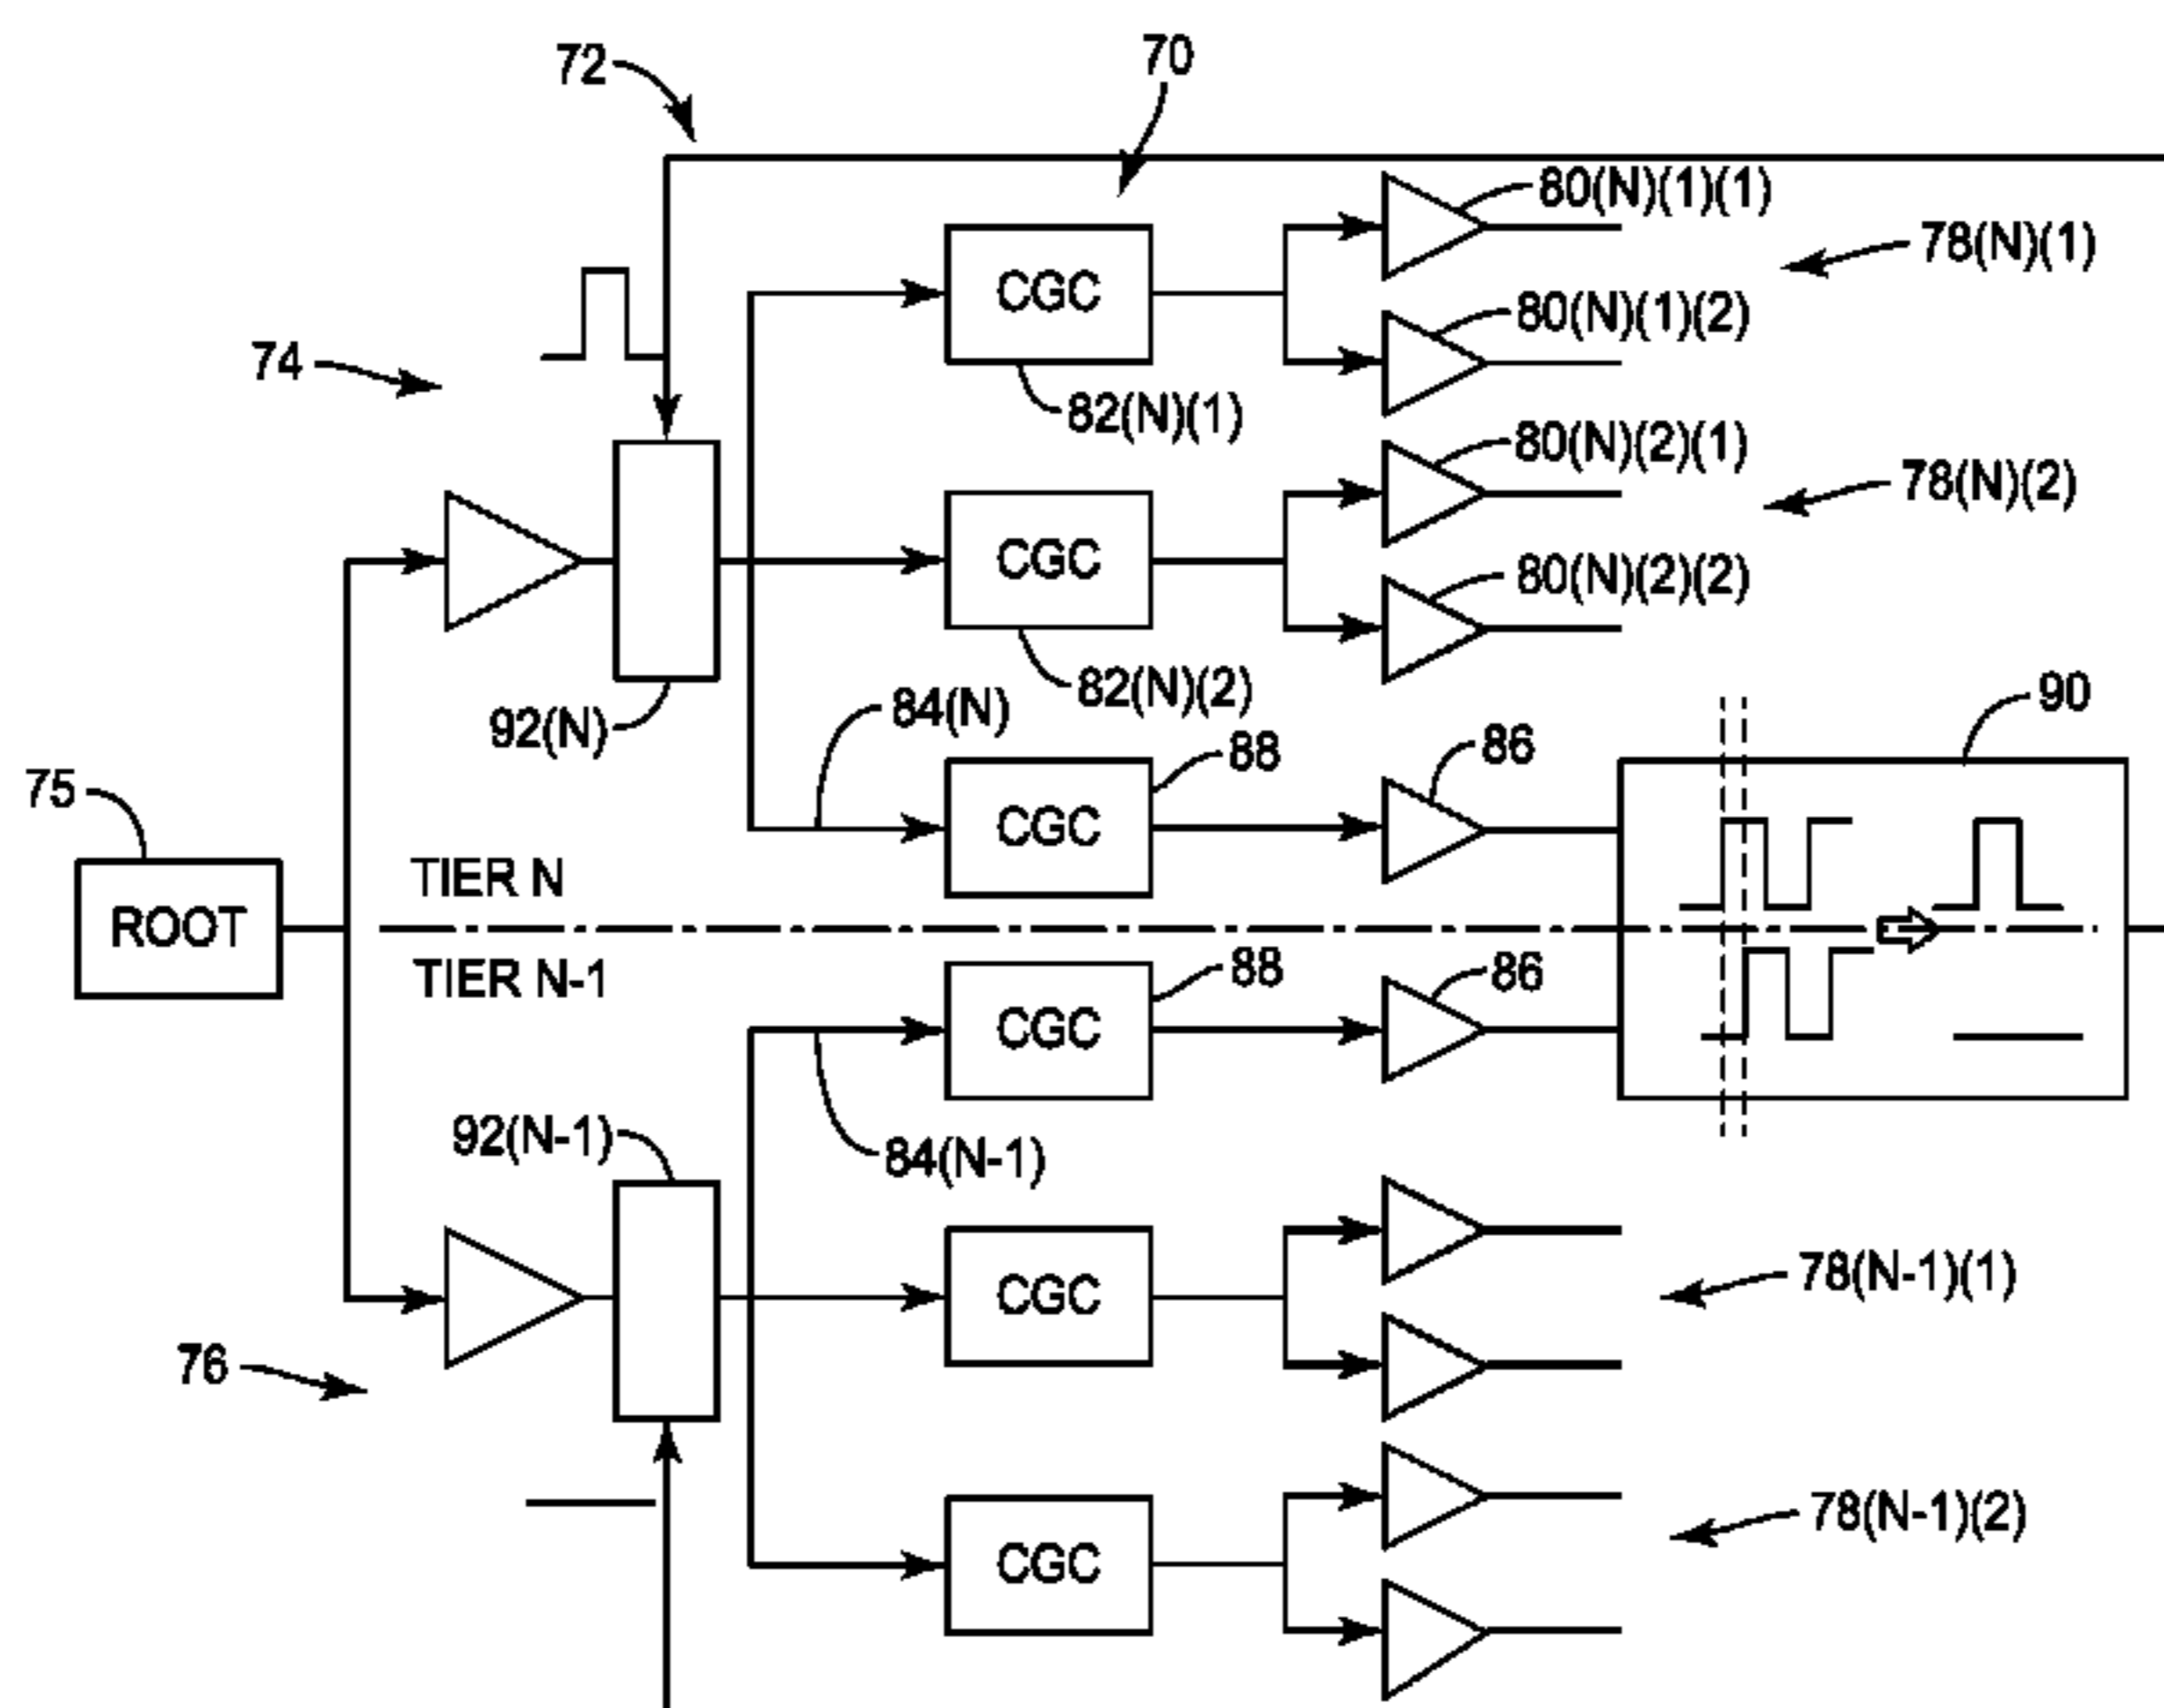 72
70
80(N)(1)(1)
78(N)(1)
CGC
80(N)(1)(2)
74
82(N)(1)
80(N)(2)(1)
78(N)(2)
CGC
80(N)(2)(2)
82(N)(2)
90
84(N)
92(N)
88
86
75
CGC
TIER N
ROOT
TIER N-1
88
86
CGC
92(N-1)
84(N-1)
78(N-1)(1)
CGC
76
78(N-1)(2)
CGC